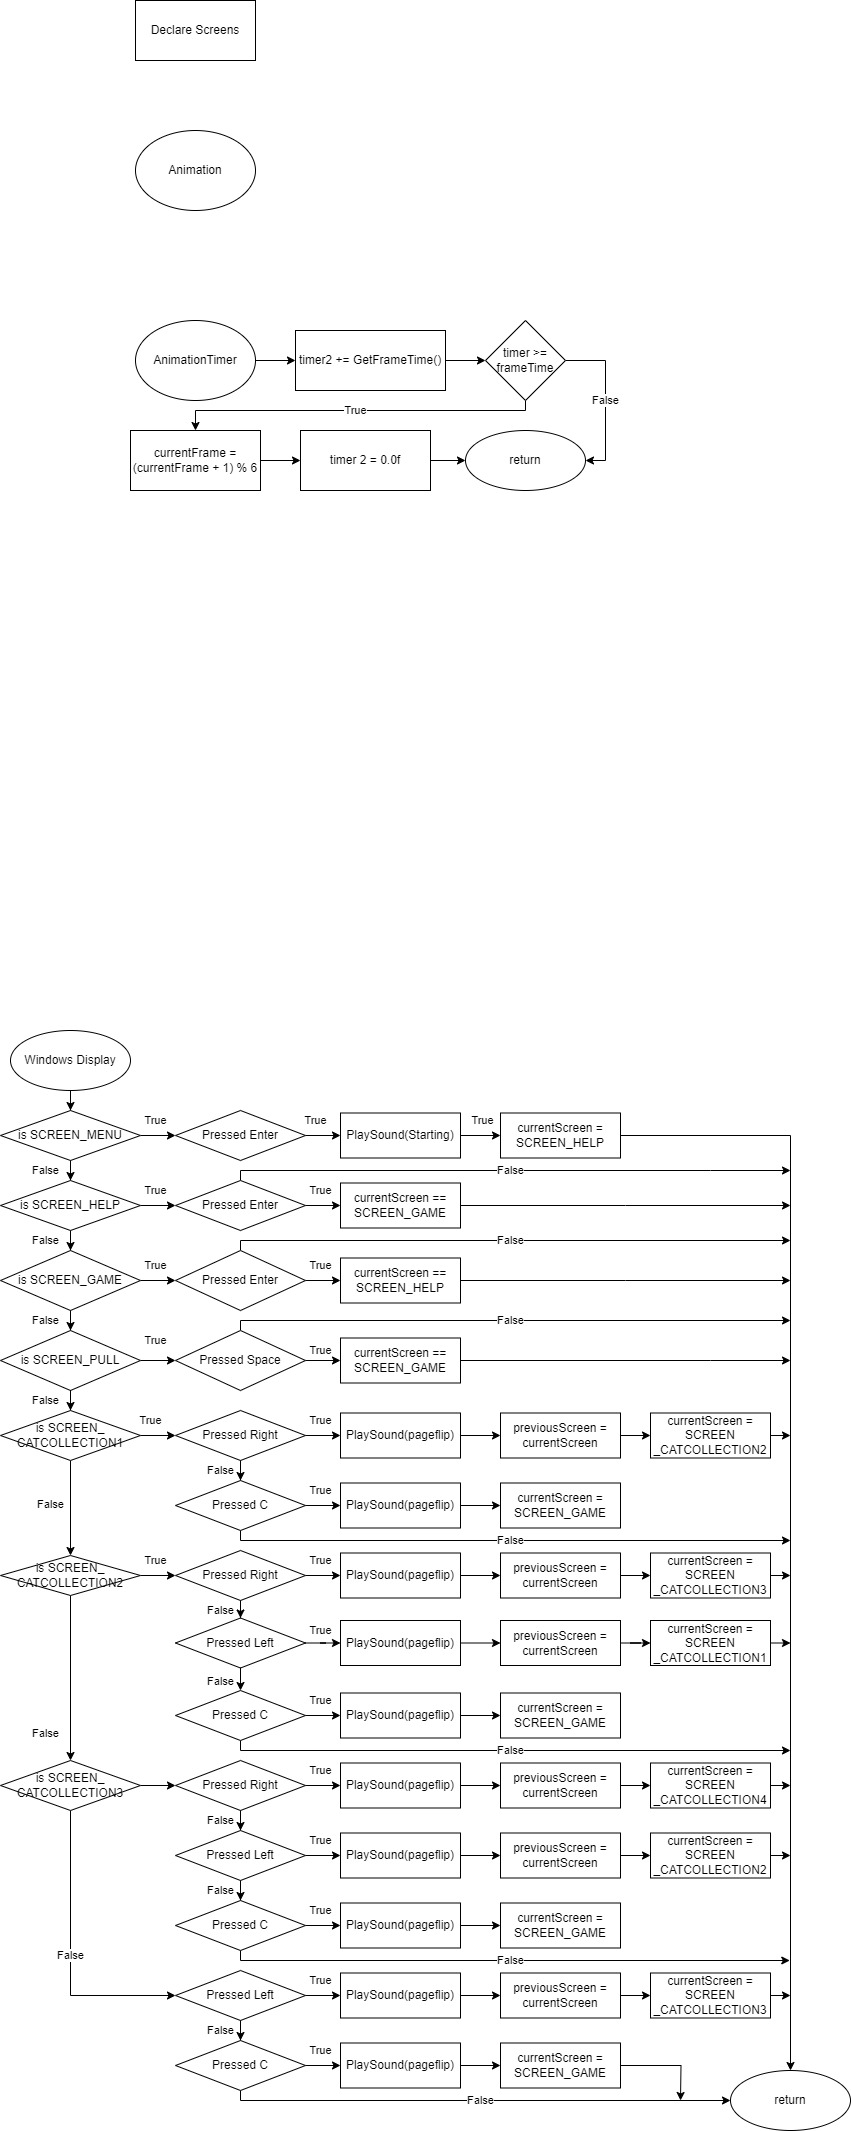 Declare Screens
Animation
AnimationTimer
timer2 += GetFrameTime()
timer >=
frameTime
False
True
currentFrame =
(currentFrame + 1) % 6
timer 2 = 0.0f
return
Windows Display
is SCREEN_MENU
True
Pressed Enter
True
PlaySound(Starting)
True
currentScreen =
SCREEN_HELP
False
False
is SCREEN_HELP
True
Pressed Enter
True
currentScreen ==
SCREEN_GAME
False
False
is SCREEN_GAME
True
Pressed Enter
True
currentScreen ==
SCREEN_HELP
False
False
is SCREEN_PULL
True
Pressed Space
True
currentScreen ==
SCREEN_GAME
False
is SCREEN_
CATCOLLECTION1
True
Pressed Right
True
PlaySound(pageflip)
previousScreen =
currentScreen
currentScreen =
SCREEN
_CATCOLLECTION2
False
False
Pressed C
True
PlaySound(pageflip)
currentScreen =
SCREEN_GAME
False
is SCREEN_
CATCOLLECTION2
True
Pressed Right
True
PlaySound(pageflip)
previousScreen =
currentScreen
currentScreen =
SCREEN
_CATCOLLECTION3
False
Pressed Left
True
PlaySound(pageflip)
previousScreen =
currentScreen
currentScreen =
SCREEN
_CATCOLLECTION1
False
Pressed C
True
PlaySound(pageflip)
currentScreen =
SCREEN_GAME
False
False
is SCREEN_
CATCOLLECTION3
Pressed Right
True
PlaySound(pageflip)
previousScreen =
currentScreen
currentScreen =
SCREEN
_CATCOLLECTION4
False
Pressed Left
True
PlaySound(pageflip)
previousScreen =
currentScreen
currentScreen =
SCREEN
_CATCOLLECTION2
False
Pressed C
True
PlaySound(pageflip)
currentScreen =
SCREEN_GAME
False
False
Pressed Left
True
PlaySound(pageflip)
previousScreen =
currentScreen
currentScreen =
SCREEN
_CATCOLLECTION3
False
Pressed C
True
PlaySound(pageflip)
currentScreen =
SCREEN_GAME
False
return